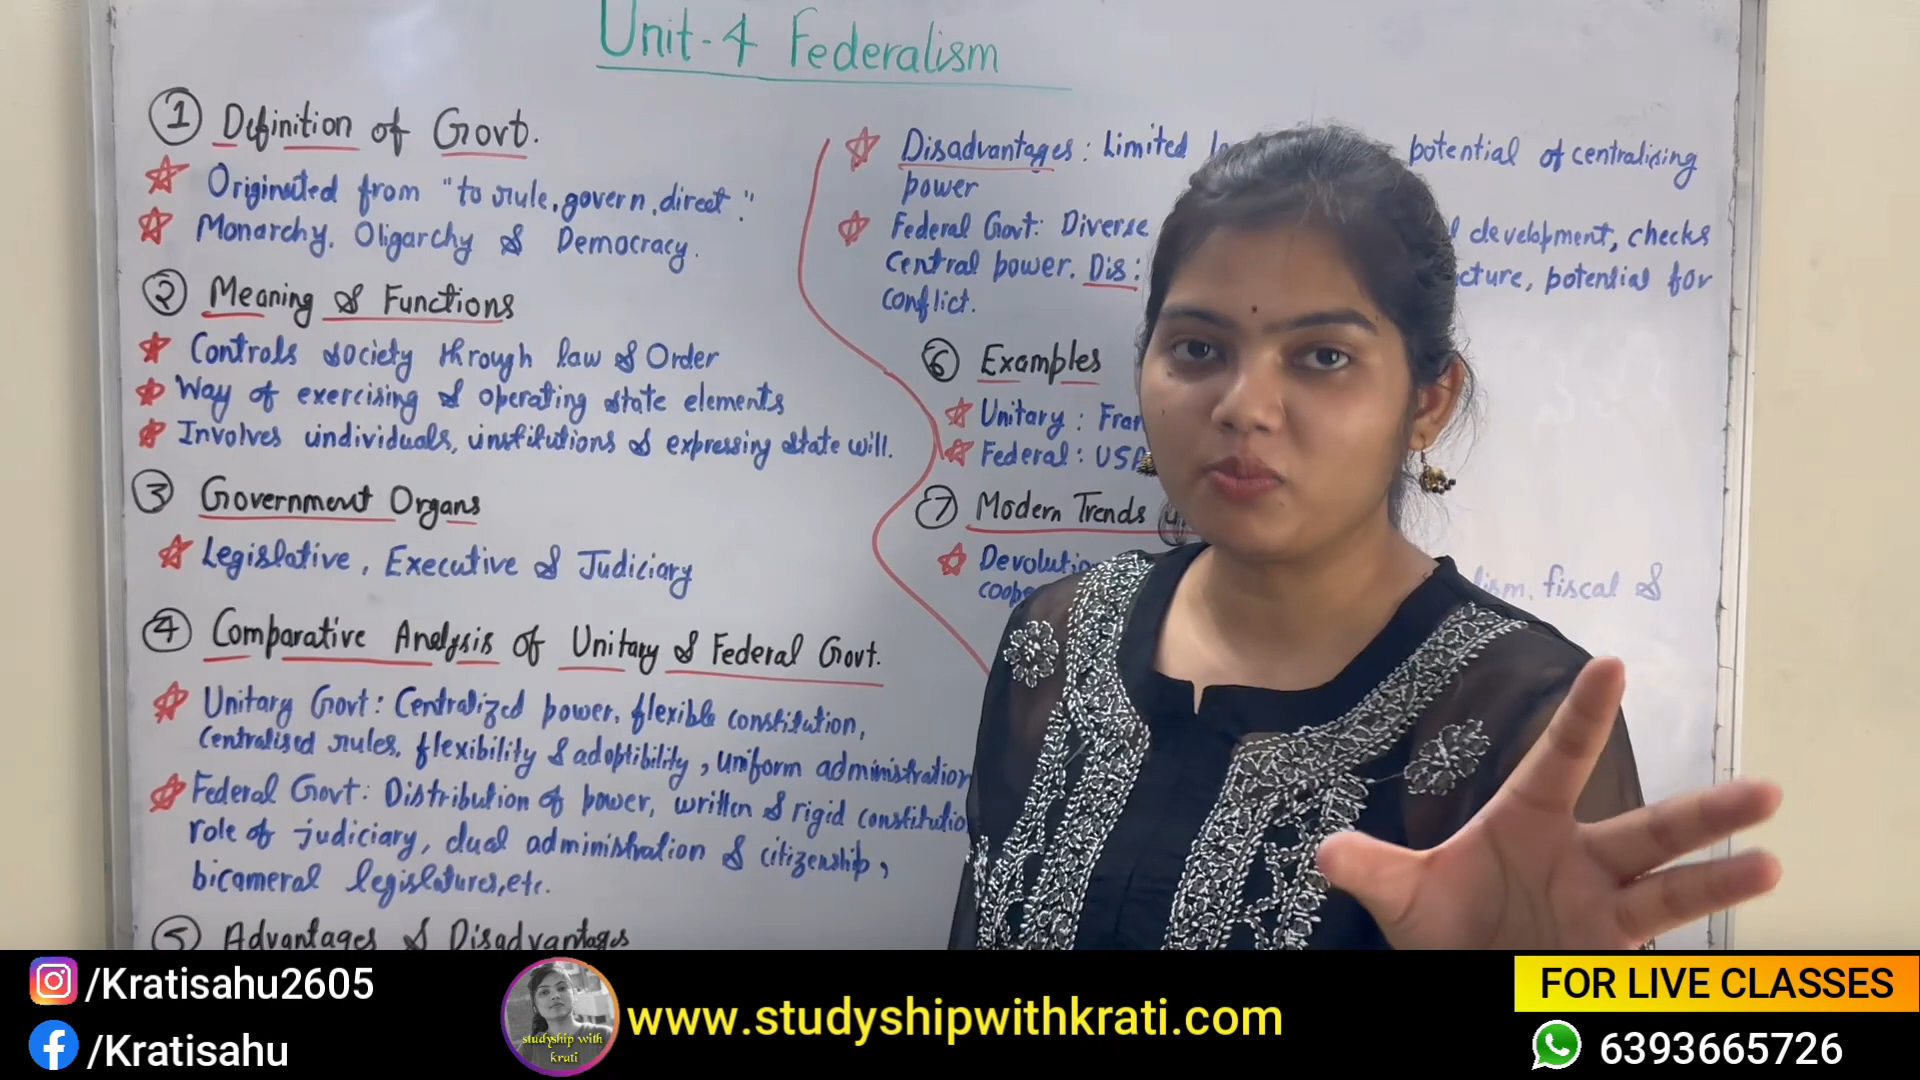 Unit-4 Federalism
1 Definition of Govt.
Originated from "to rule, govern, direct."
Monarchy, Oligarchy & Democracy.
2 Meaning & Functions
Controls society through law & Order
Way of exercising & operating state elements
Involves individuals, institutions & expressing state will.
3 Government Organs
Legislative, Executive & Judiciary
4 Comparative Analysis of Unitary & Federal Govt.
Unitary Govt: Centralized power, flexible constitution,
centralised rules, flexibility & adoptibility, uniform administration
Federal Govt: Distribution of power, written & rigid constitutio
role of judiciary, dual administration & citizenship,
bicameral legislatures, etc.
5 Advantages & Disadvantages
Disadvantages: Limited potential of centralising
power
Federal Govt: Diverse development, checks
Central power. Dis: potential for
conflict.
6 Examples
Unitary: Fran
Federal: USA
7 Modern Trends
Devolution fiscal &
coope
/Kratisahu2605
/Kratisahu
studyship with
krati
www.studyshipwithkrati.com
FOR LIVE CLASSES
6393665726